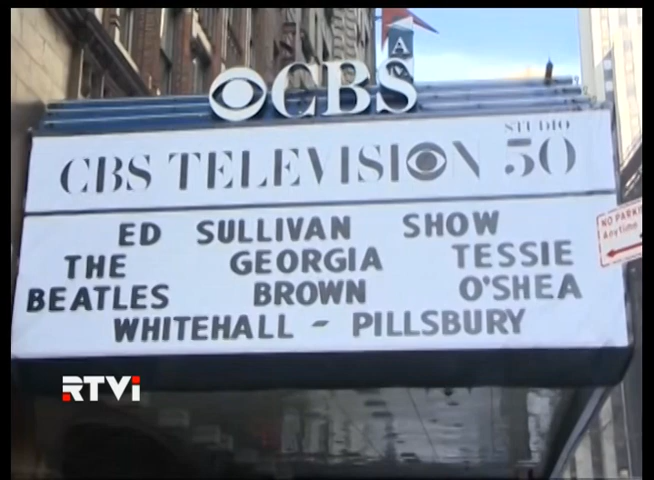 CBS
CBS TELEVISION STUDIO 50
ED SULLIVAN SHOW
THE GEORGIA TESSIE
BEATLES BROWN O'SHEA
WHITEHALL - PILLSBURY
NO PARKI
Anytime
RTVi